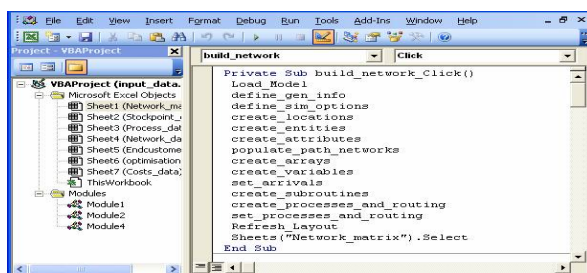 File Edit View Insert Format Debug Run Tools Add-Ins Window Help
Project - VBAProject
build_network Click
VBAProject (input_data.
Microsoft Excel Objects
Sheet1 (Network_ma
Sheet2 (Stockpoint_
Sheet3 (Process_dat
Sheet4 (Network_da
Sheet5 (Endcustome
Sheet6 (optimisation
Sheet7 (Costs_data)
ThisWorkbook
Modules
Module1
Module2
Module4
Private Sub build_network_Click()
Load_Model
define_gen_info
define_sim_options
create_locations
create_entities
create_attributes
populate_path_networks
create_arrays
create_variables
set_arrivals
create_subroutines
create_processes_and_routing
set_processes_and_routing
Refresh_Layout
Sheets("Network_matrix").Select
End Sub